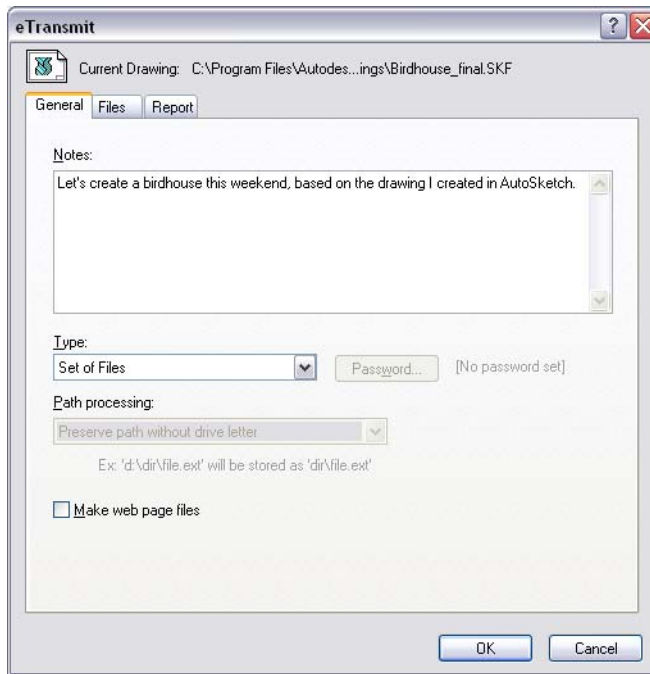 eTransmit
Current Drawing: C:\Program Files\Autodes...ings\Birdhouse_final.SKF
General Files Report
Notes:
Let's create a birdhouse this weekend, based on the drawing I created in AutoSketch.
Type:
Set of Files Password... [No password set]
Path processing:
Preserve path without drive letter
Ex: 'd:\dir\file.ext' will be stored as 'dir\file.ext'
Make web page files
OK Cancel